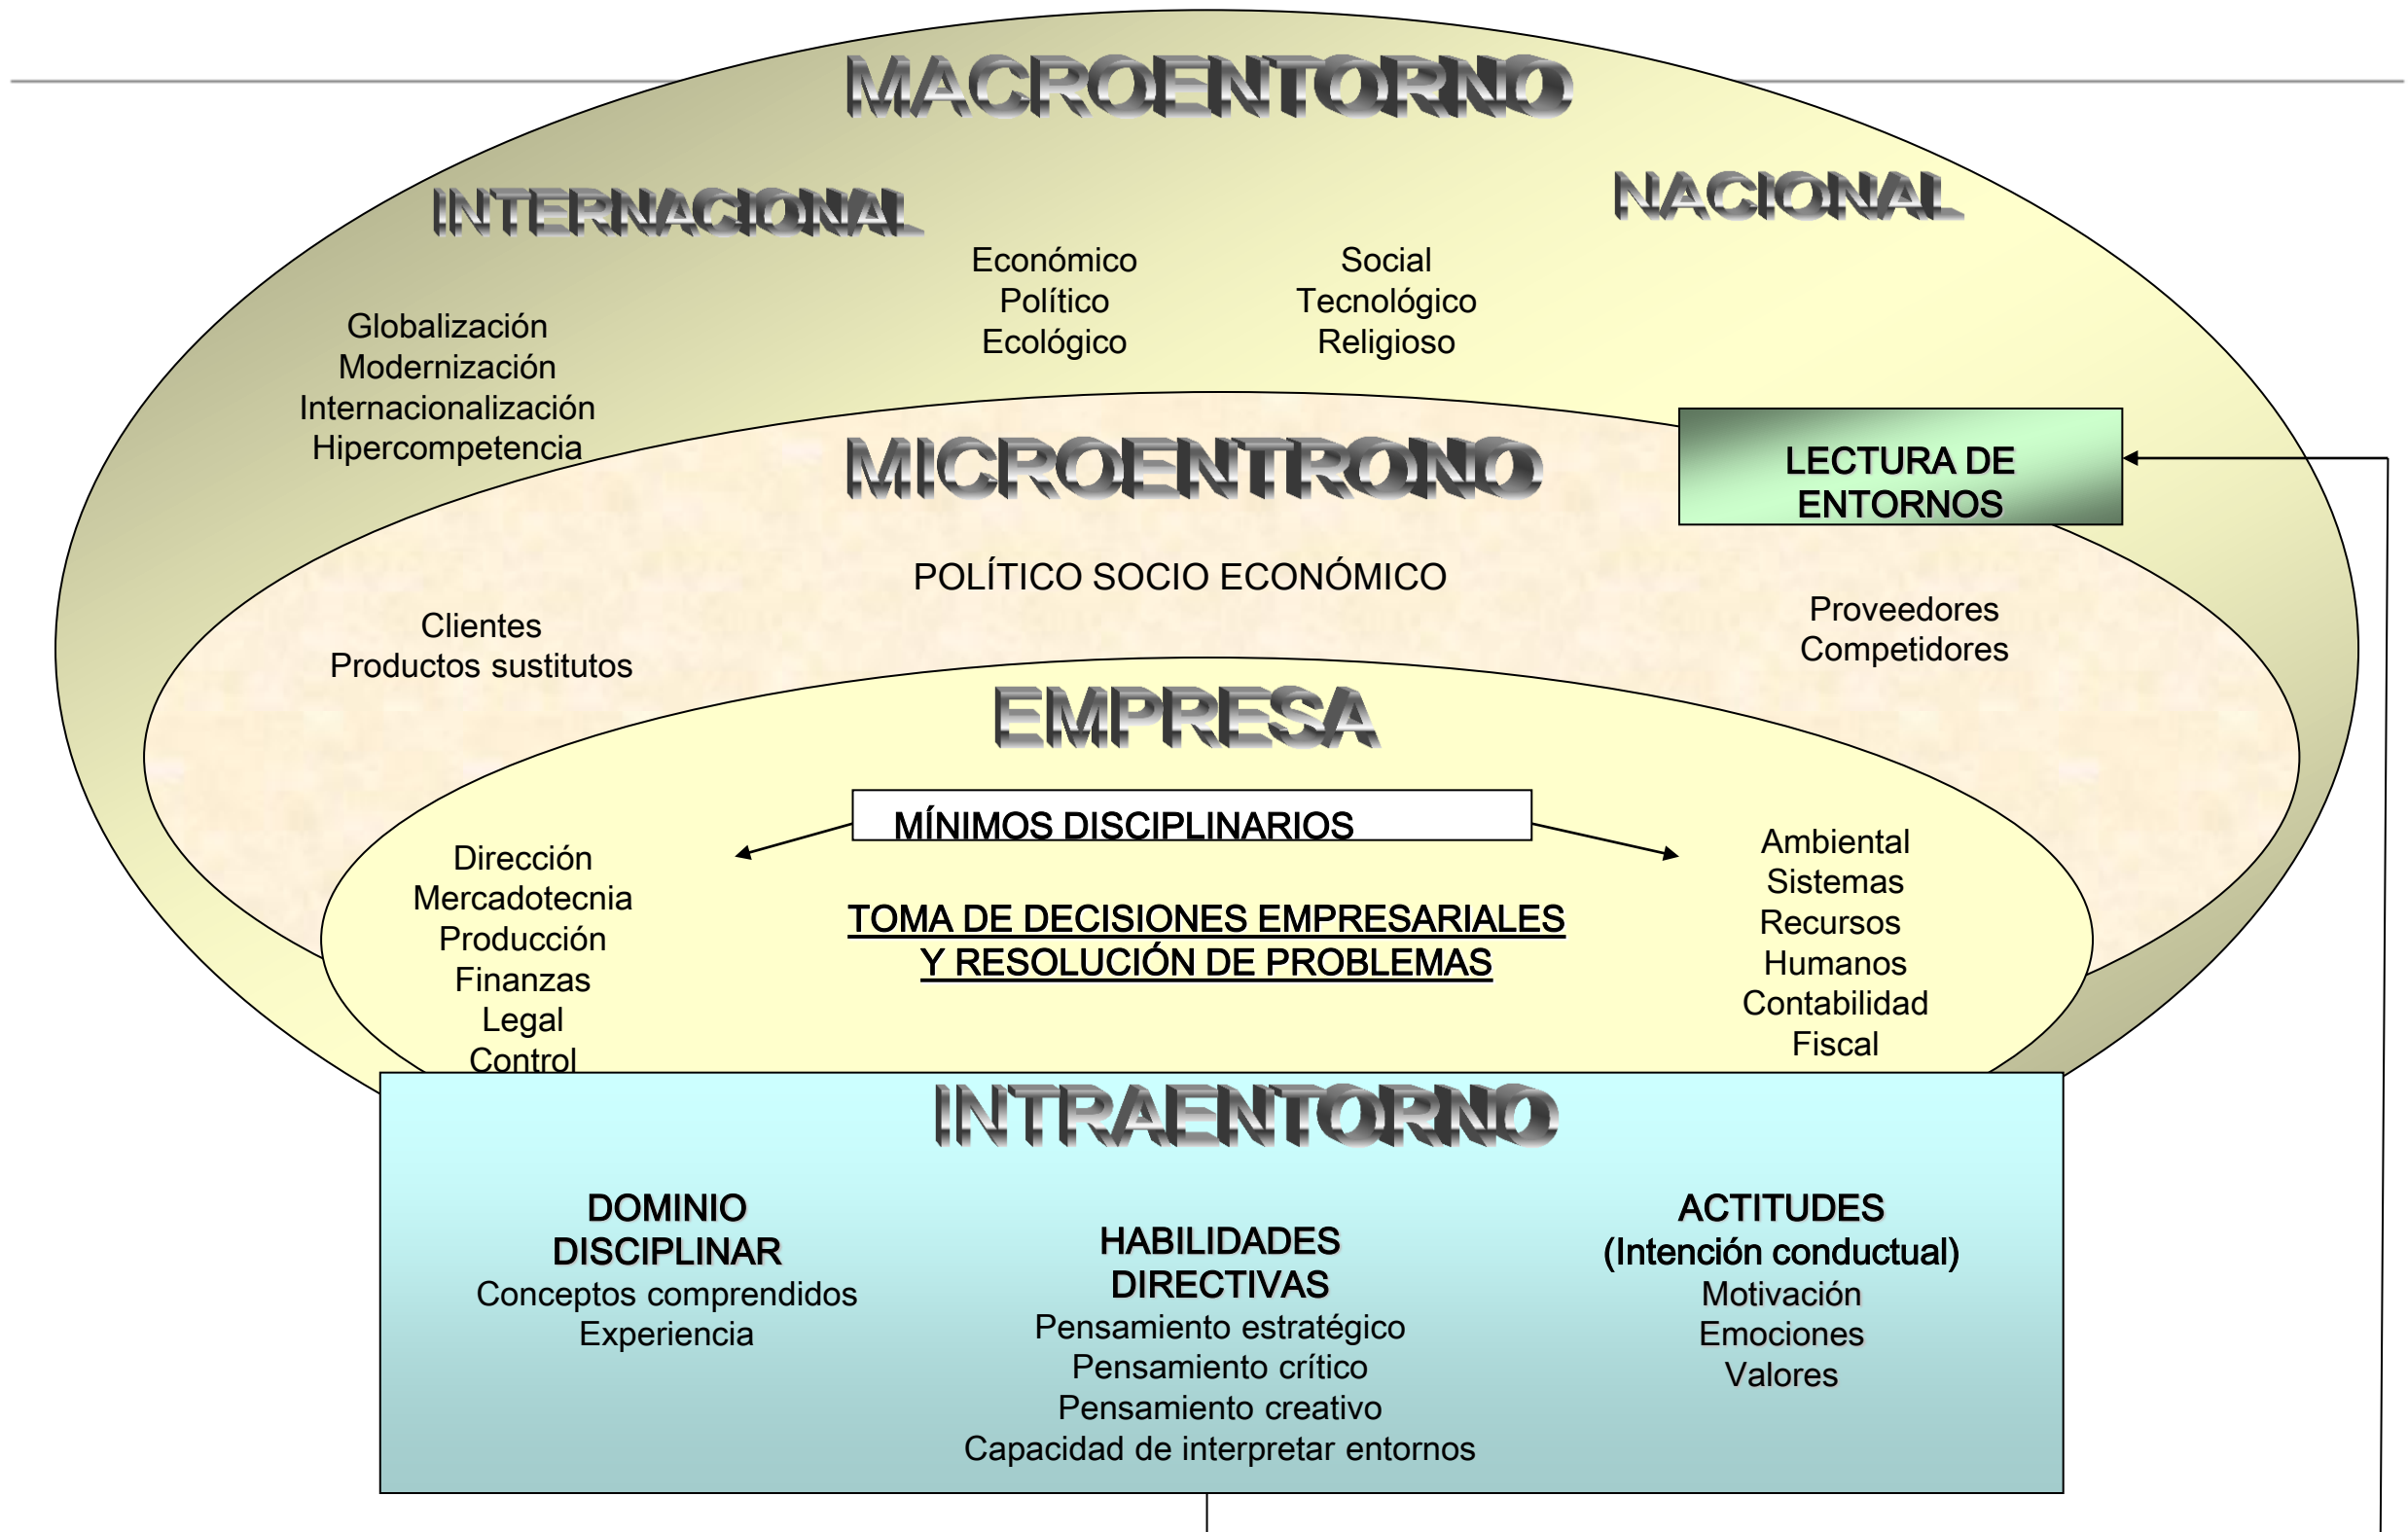 MACROENTORNO
INTERNACIONAL
NACIONAL
Económico
Político
Ecológico
Social
Tecnológico
Religioso
Globalización
Modernización
Internacionalización
Hipercompetencia
MICROENTRONO
LECTURA DE
ENTORNOS
POLÍTICO SOCIO ECONÓMICO
Clientes
Productos sustitutos
Proveedores
Competidores
EMPRESA
MÍNIMOS DISCIPLINARIOS
Dirección
Mercadotecnia
Producción
Finanzas
Legal
Control
TOMA DE DECISIONES EMPRESARIALES
Y RESOLUCIÓN DE PROBLEMAS
Ambiental
Sistemas
Recursos
Humanos
Contabilidad
Fiscal
INTRAENTORNO
DOMINIO
DISCIPLINAR
Conceptos comprendidos
Experiencia
HABILIDADES
DIRECTIVAS
Pensamiento estratégico
Pensamiento crítico
Pensamiento creativo
Capacidad de interpretar entornos
ACTITUDES
(Intención conductual)
Motivación
Emociones
Valores